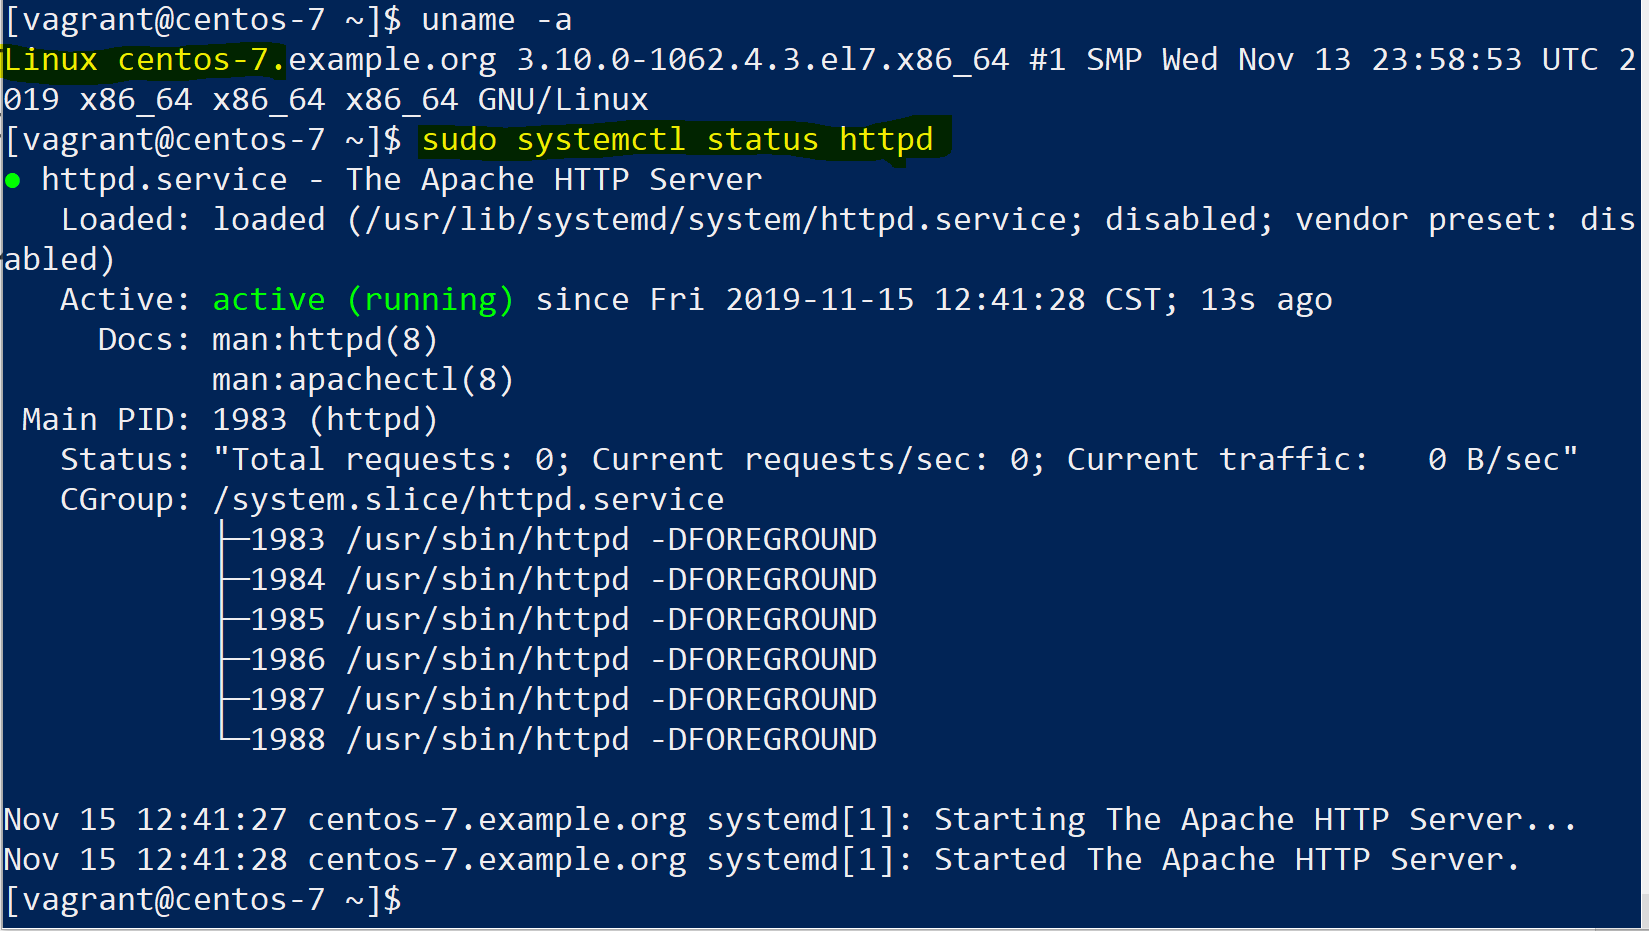 [vagrant@centos-7 ~]$ uname -a
Linux centos-7.example.org 3.10.0-1062.4.3.el7.x86_64 #1 SMP Wed Nov 13 23:58:53 UTC 2
019 x86_64 x86_64 x86_64 GNU/Linux
[vagrant@centos-7 ~]$ sudo systemctl status httpd
● httpd.service - The Apache HTTP Server
   Loaded: loaded (/usr/lib/systemd/system/httpd.service; disabled; vendor preset: dis
abled)
   Active: active (running) since Fri 2019-11-15 12:41:28 CST; 13s ago
     Docs: man:httpd(8)
           man:apachectl(8)
 Main PID: 1983 (httpd)
   Status: "Total requests: 0; Current requests/sec: 0; Current traffic:   0 B/sec"
   CGroup: /system.slice/httpd.service
           ├─1983 /usr/sbin/httpd -DFOREGROUND
           ├─1984 /usr/sbin/httpd -DFOREGROUND
           ├─1985 /usr/sbin/httpd -DFOREGROUND
           ├─1986 /usr/sbin/httpd -DFOREGROUND
           ├─1987 /usr/sbin/httpd -DFOREGROUND
           └─1988 /usr/sbin/httpd -DFOREGROUND

Nov 15 12:41:27 centos-7.example.org systemd[1]: Starting The Apache HTTP Server...
Nov 15 12:41:28 centos-7.example.org systemd[1]: Started The Apache HTTP Server.
[vagrant@centos-7 ~]$